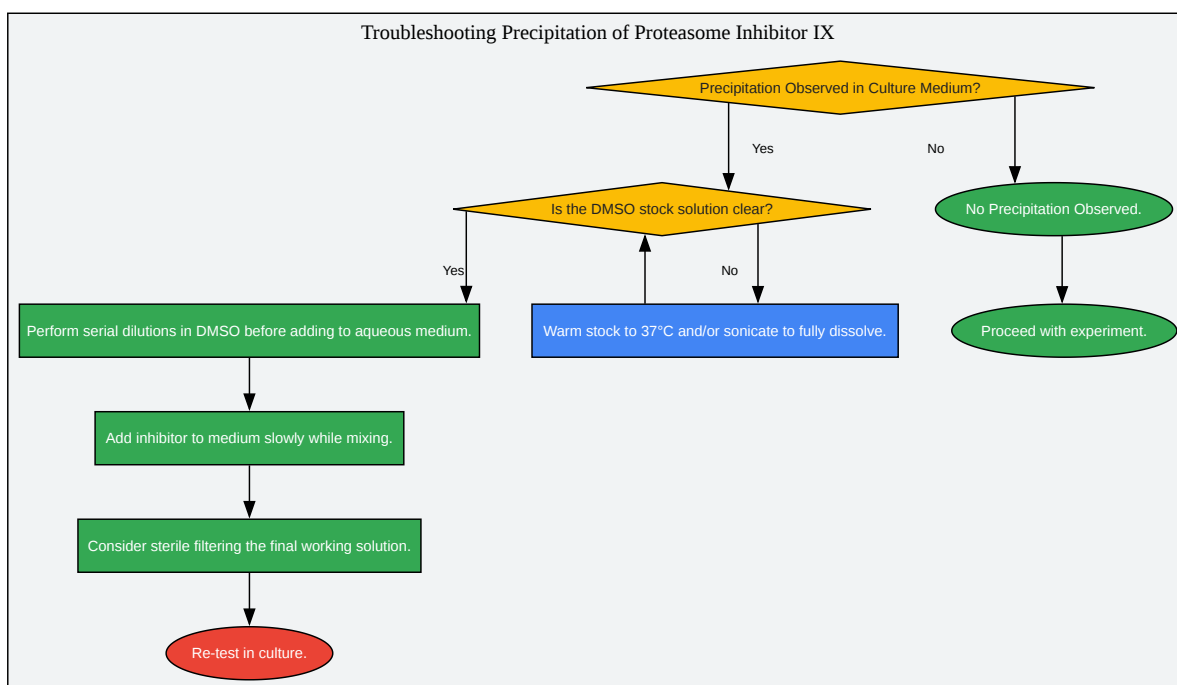 Troubleshooting Precipitation of Proteasome Inhibitor IX
Precipitation Observed in Culture Medium?
Yes
No
Is the DMSO stock solution clear?
No Precipitation Observed.
Yes
No
Perform serial dilutions in DMSO before adding to aqueous medium.
Warm stock to 37°C and/or sonicate to fully dissolve.
Proceed with experiment.
Add inhibitor to medium slowly while mixing.
Consider sterile filtering the final working solution.
Re-test in culture.